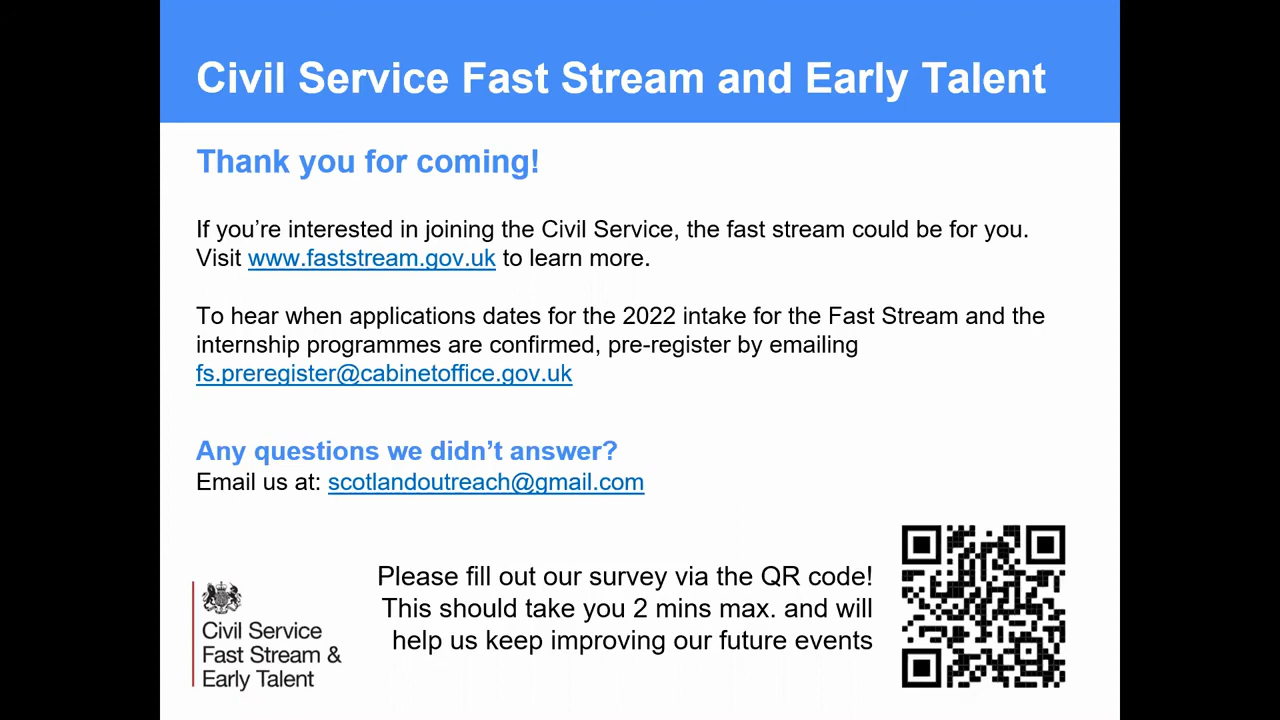 Civil Service Fast Stream and Early Talent
Thank you for coming!
If you’re interested in joining the Civil Service, the fast stream could be for you.
Visit www.faststream.gov.uk to learn more.
To hear when applications dates for the 2022 intake for the Fast Stream and the
internship programmes are confirmed, pre-register by emailing
fs.preregister@cabinetoffice.gov.uk
Any questions we didn’t answer?
Email us at: scotlandoutreach@gmail.com
Please fill out our survey via the QR code!
This should take you 2 mins max. and will
help us keep improving our future events
Civil Service
Fast Stream &
Early Talent